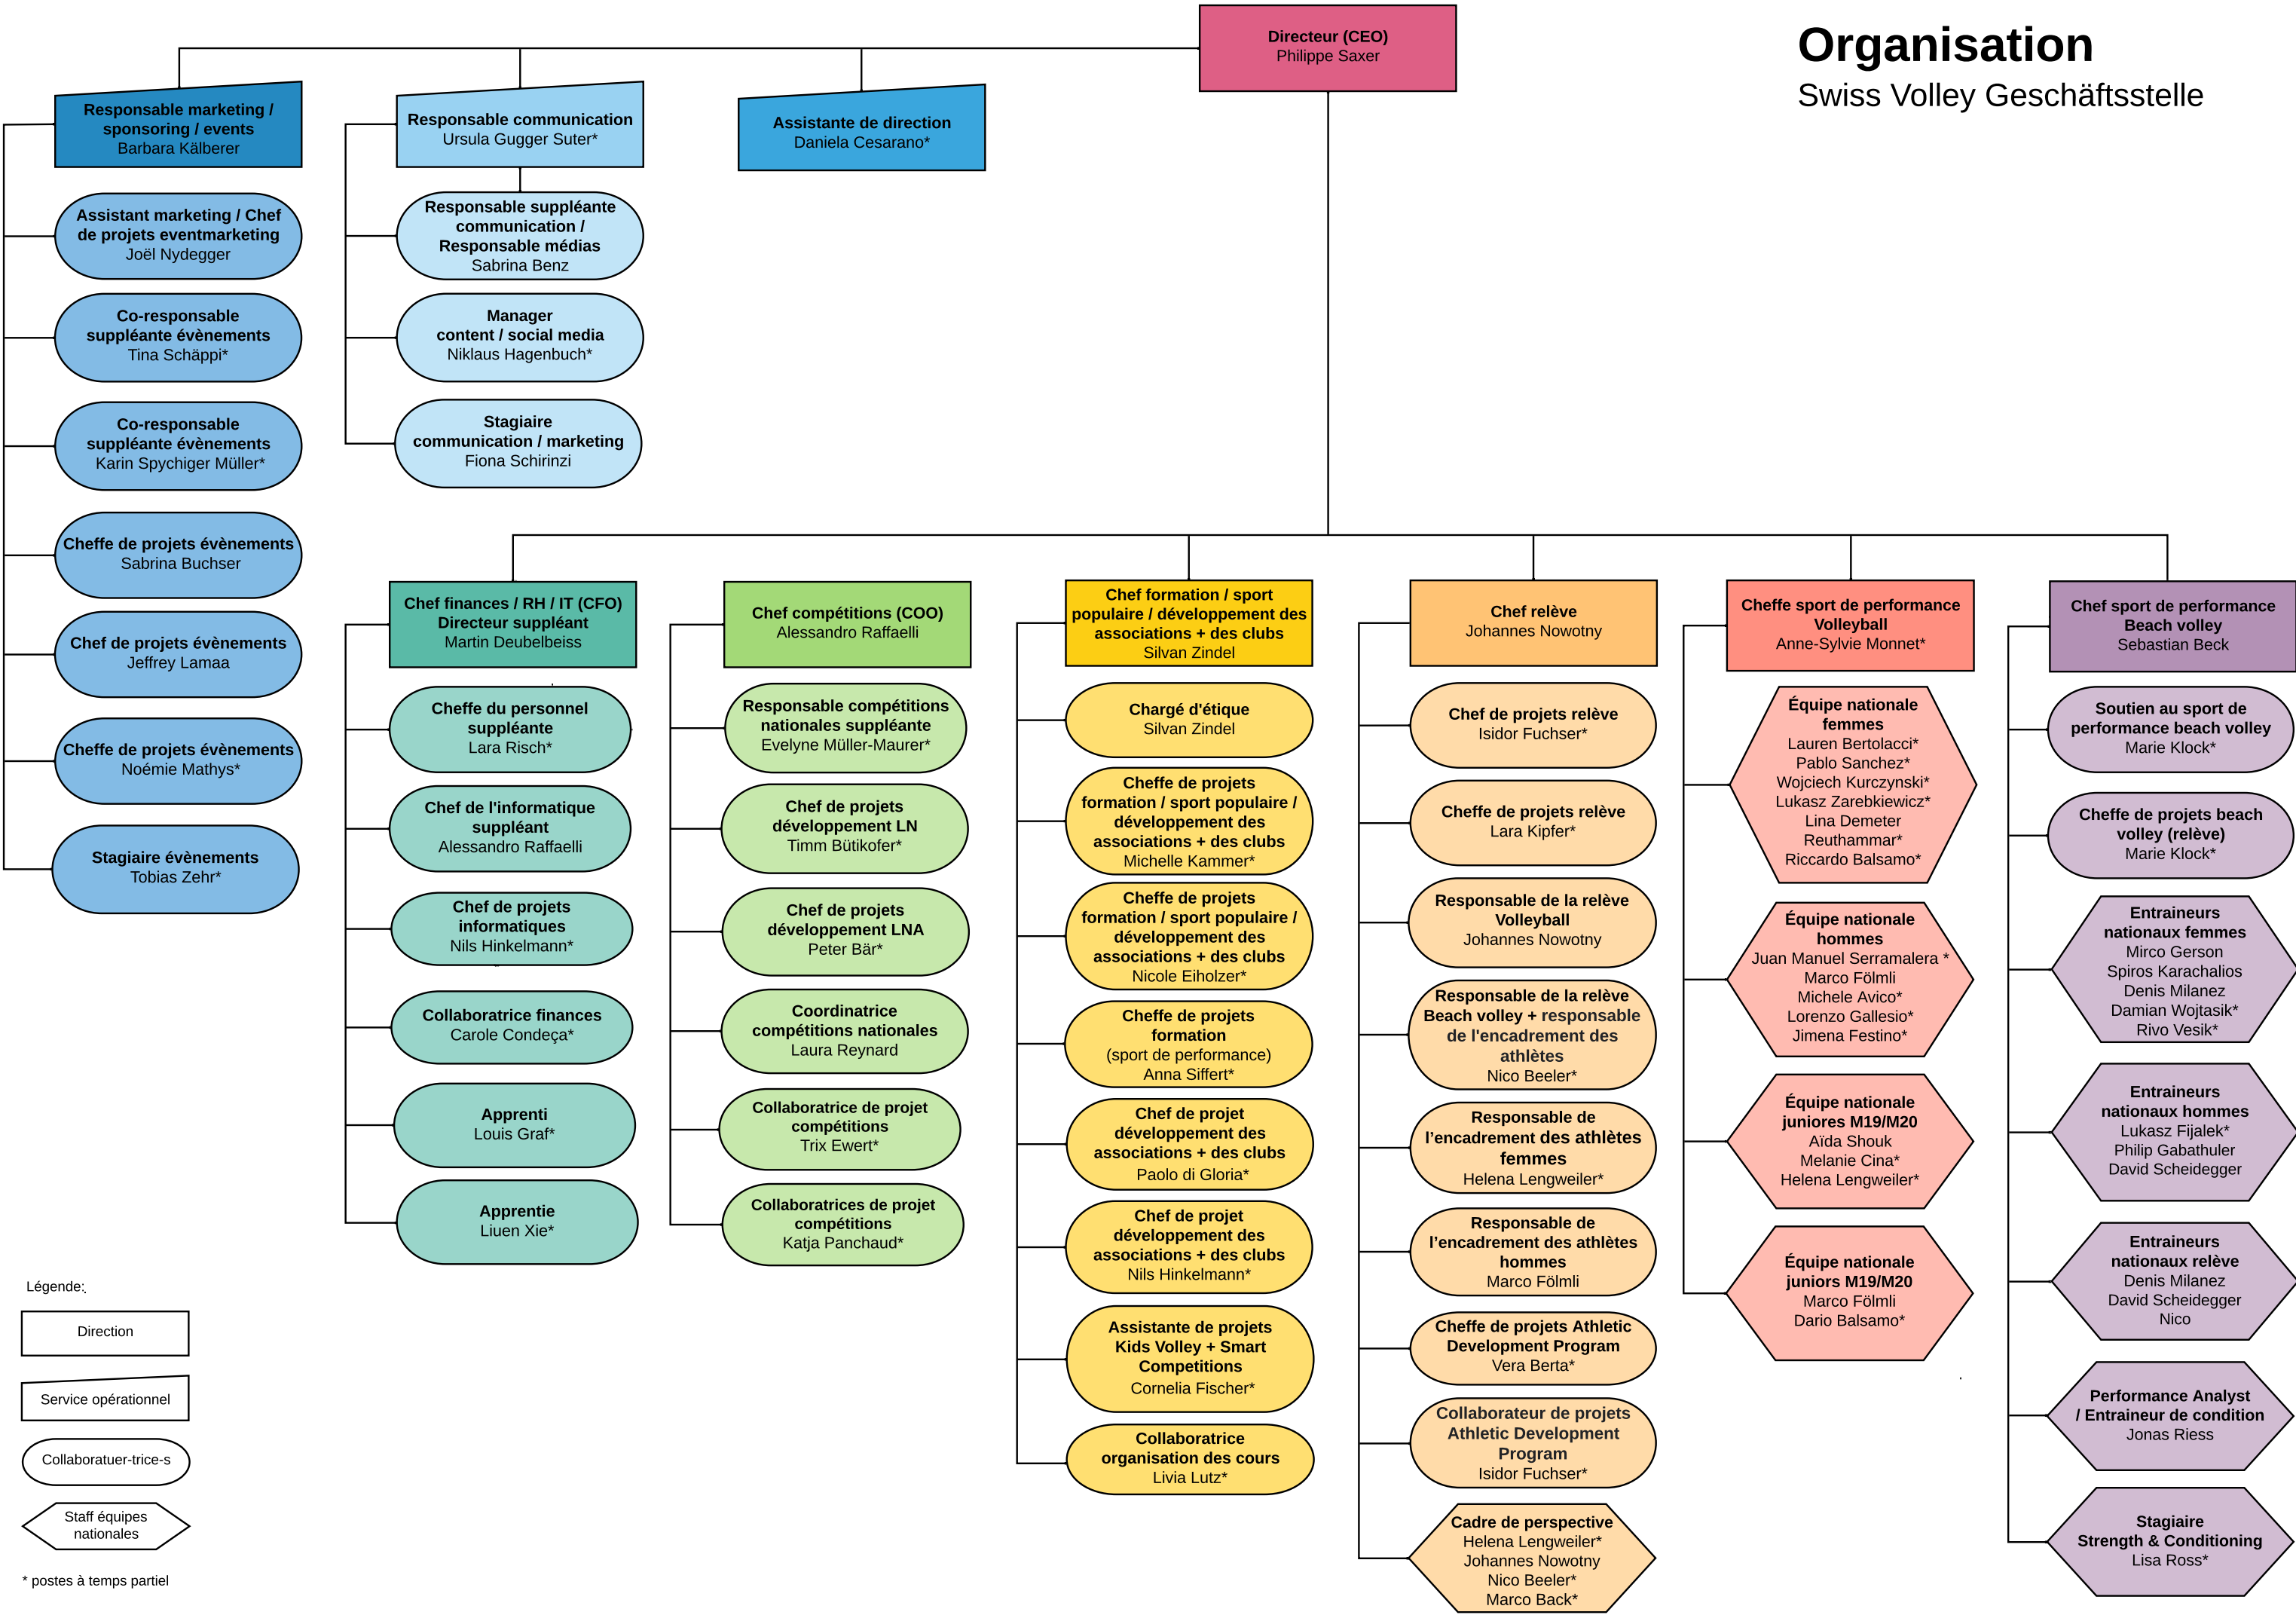 Organisation
Swiss Volley Geschäftsstelle
Directeur (CEO)
Philippe Saxer
Responsable marketing /
sponsoring / events
Barbara Kälberer
Assistant marketing / Chef
de projets eventmarketing
Joël Nydegger
Co-responsable
suppléante évènements
Tina Schäppi*
Co-responsable
suppléante évènements
Karin Spychiger Müller*
Cheffe de projets évènements
Sabrina Buchser
Chef de projets évènements
Jeffrey Lamaa
Cheffe de projets évènements
Noémie Mathys*
Stagiaire évènements
Tobias Zehr*
Responsable communication
Ursula Gugger Suter*
Responsable suppléante
communication /
Responsable médias
Sabrina Benz
Manager
content / social media
Niklaus Hagenbuch*
Stagiaire
communication / marketing
Fiona Schirinzi
Assistante de direction
Daniela Cesarano*
Chef finances / RH / IT (CFO)
Directeur suppléant
Martin Deubelbeiss
Cheffe du personnel
suppléante
Lara Risch*
Chef de l'informatique
suppléant
Alessandro Raffaelli
Chef de projets
informatiques
Nils Hinkelmann*
Collaboratrice finances
Carole Condeça*
Apprenti
Louis Graf*
Apprentie
Liuen Xie*
Chef compétitions (COO)
Alessandro Raffaelli
Responsable compétitions
nationales suppléante
Evelyne Müller-Maurer*
Chef de projets
développement LN
Timm Bütikofer*
Chef de projets
développement LNA
Peter Bär*
Coordinatrice
compétitions nationales
Laura Reynard
Collaboratrice de projet
compétitions
Trix Ewert*
Collaboratrices de projet
compétitions
Katja Panchaud*
Chef formation / sport
populaire / développement des
associations + des clubs
Silvan Zindel
Chargé d'étique
Silvan Zindel
Cheffe de projets
formation / sport populaire /
développement des
associations + des clubs
Michelle Kammer*
Cheffe de projets
formation / sport populaire /
développement des
associations + des clubs
Nicole Eiholzer*
Cheffe de projets
formation
(sport de performance)
Anna Siffert*
Chef de projet
développement des
associations + des clubs
Paolo di Gloria*
Chef de projet
développement des
associations + des clubs
Nils Hinkelmann*
Assistante de projets
Kids Volley + Smart
Competitions
Cornelia Fischer*
Collaboratrice
organisation des cours
Livia Lutz*
Chef relève
Johannes Nowotny
Chef de projets relève
Isidor Fuchser*
Cheffe de projets relève
Lara Kipfer*
Responsable de la relève
Volleyball
Johannes Nowotny
Responsable de la relève
Beach volley + responsable
de l'encadrement des
athlètes
Nico Beeler*
Responsable de
l’encadrement des athlètes
femmes
Helena Lengweiler*
Responsable de
l’encadrement des athlètes
hommes
Marco Fölmli
Cheffe de projets Athletic
Development Program
Vera Berta*
Collaborateur de projets
Athletic Development
Program
Isidor Fuchser*
Cadre de perspective
Helena Lengweiler*
Johannes Nowotny
Nico Beeler*
Marco Back*
Cheffe sport de performance
Volleyball
Anne-Sylvie Monnet*
Équipe nationale
femmes
Lauren Bertolacci*
Pablo Sanchez*
Wojciech Kurczynski*
Lukasz Zarebkiewicz*
Lina Demeter
Reuthammar*
Riccardo Balsamo*
Équipe nationale
hommes
Juan Manuel Serramalera *
Marco Fölmli
Michele Avico*
Lorenzo Gallesio*
Jimena Festino*
Équipe nationale
juniores M19/M20
Aïda Shouk
Melanie Cina*
Helena Lengweiler*
Équipe nationale
juniors M19/M20
Marco Fölmli
Dario Balsamo*
Chef sport de performance
Beach volley
Sebastian Beck
Soutien au sport de
performance beach volley
Marie Klock*
Cheffe de projets beach
volley (relève)
Marie Klock*
Entraineurs
nationaux femmes
Mirco Gerson
Spiros Karachalios
Denis Milanez
Damian Wojtasik*
Rivo Vesik*
Entraineurs
nationaux hommes
Lukasz Fijalek*
Philip Gabathuler
David Scheidegger
Entraineurs
nationaux relève
Denis Milanez
David Scheidegger
Nico
Performance Analyst
/ Entraineur de condition
Jonas Riess
Stagiaire
Strength & Conditioning
Lisa Ross*
Légende:
Direction
Service opérationnel
Collaboratuer-trice-s
Staff équipes
nationales
* postes à temps partiel